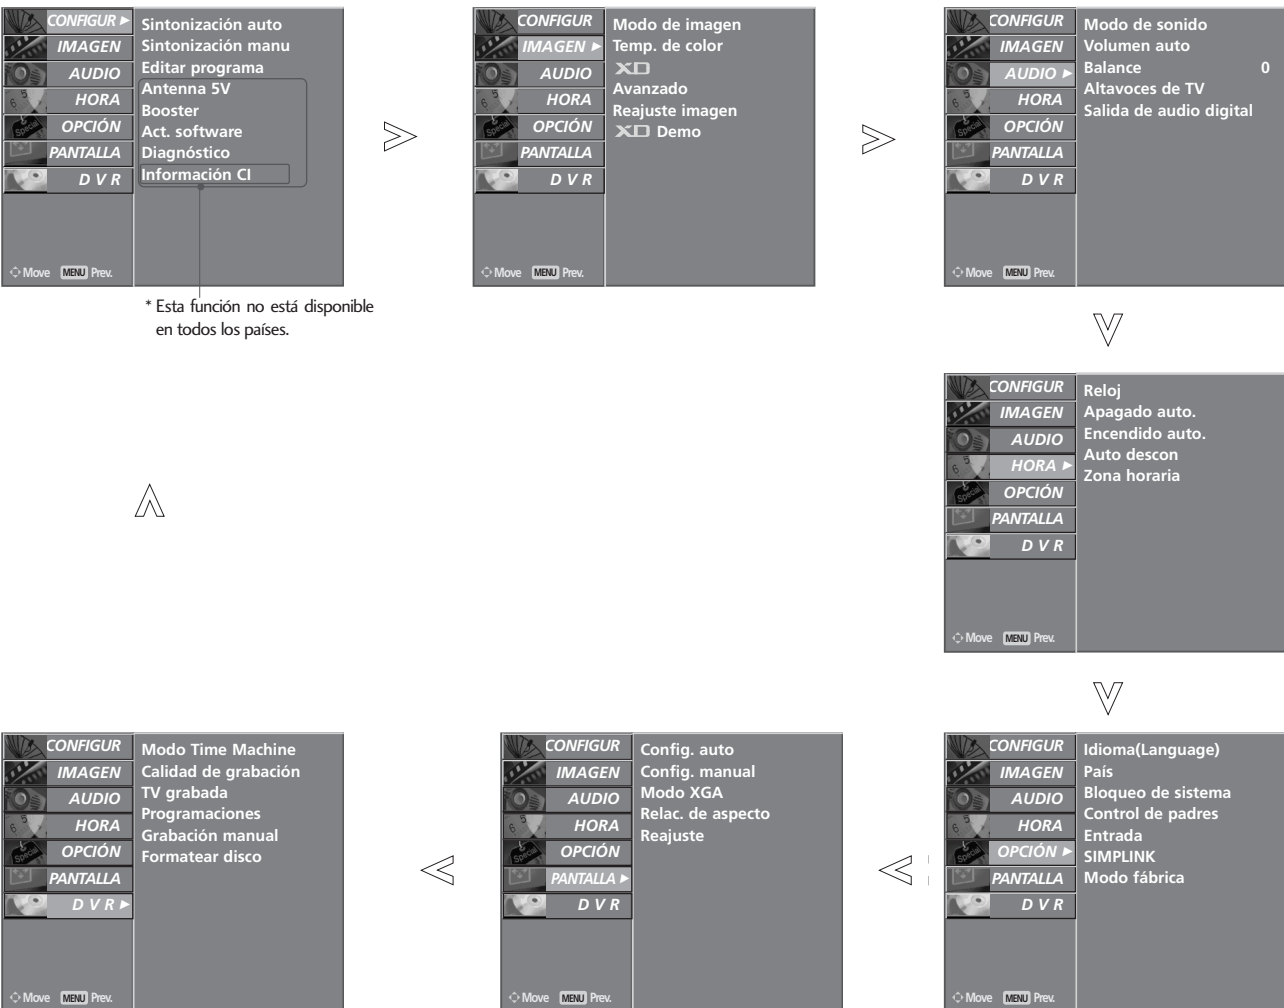 CONFIGUR
IMAGEN
AUDIO
HORA
OPCIÓN
PANTALLA
D V R
Sintonización auto
Sintonización manu
Editar programa
Antenna 5V
Booster
Act. software
Diagnóstico
Información CI
Move MENU Prev.
* Esta función no está disponible
en todos los países.
CONFIGUR
IMAGEN
AUDIO
HORA
OPCIÓN
PANTALLA
D V R
Modo de imagen
Temp. de color
XD
Avanzado
Reajuste imagen
XD Demo
Move MENU Prev.
CONFIGUR
IMAGEN
AUDIO
HORA
OPCIÓN
PANTALLA
D V R
Modo de sonido
Volumen auto
Balance 0
Altavoces de TV
Salida de audio digital
Move MENU Prev.
CONFIGUR
IMAGEN
AUDIO
HORA
OPCIÓN
PANTALLA
D V R
Reloj
Apagado auto.
Encendido auto.
Auto descon
Zona horaria
Move MENU Prev.
CONFIGUR
IMAGEN
AUDIO
HORA
OPCIÓN
PANTALLA
D V R
Modo Time Machine
Calidad de grabación
TV grabada
Programaciones
Grabación manual
Formatear disco
Move MENU Prev.
CONFIGUR
IMAGEN
AUDIO
HORA
OPCIÓN
PANTALLA
D V R
Config. auto
Config. manual
Modo XGA
Relac. de aspecto
Reajuste
Move MENU Prev.
CONFIGUR
IMAGEN
AUDIO
HORA
OPCIÓN
PANTALLA
D V R
Idioma(Language)
País
Bloqueo de sistema
Control de padres
Entrada
SIMPLINK
Modo fábrica
Move MENU Prev.